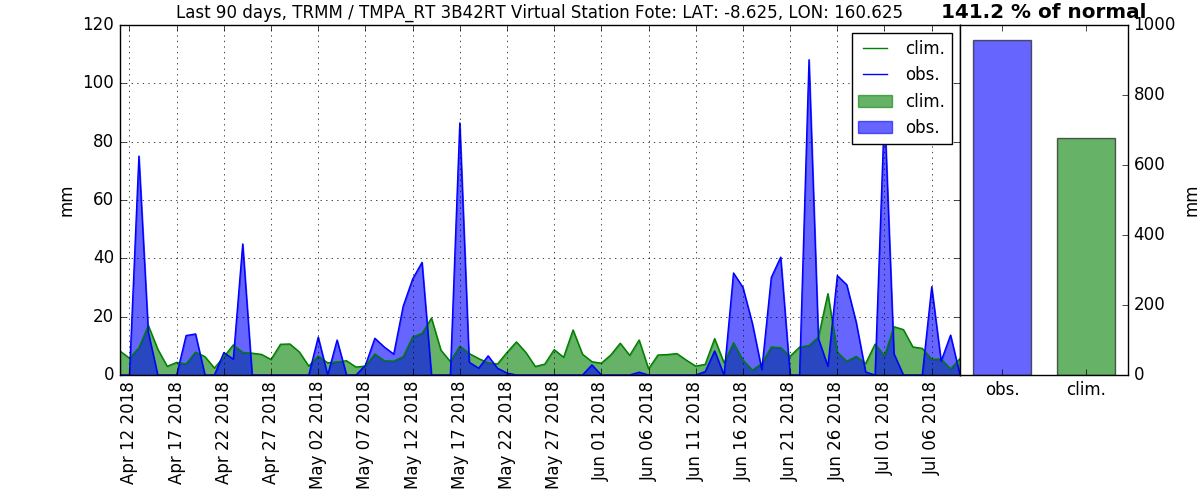 Last 90 days, TRMM / TMPA_RT 3B42RT Virtual Station Fote: LAT: -8.625, LON: 160.625
141.2 % of normal
mm
120
100
80
60
40
20
0
clim.
obs.
clim.
obs.
Apr 12 2018
Apr 17 2018
Apr 22 2018
Apr 27 2018
May 02 2018
May 07 2018
May 12 2018
May 17 2018
May 22 2018
May 27 2018
Jun 01 2018
Jun 06 2018
Jun 11 2018
Jun 16 2018
Jun 21 2018
Jun 26 2018
Jul 01 2018
Jul 06 2018
1000
800
600
400
200
0
mm
obs.
clim.